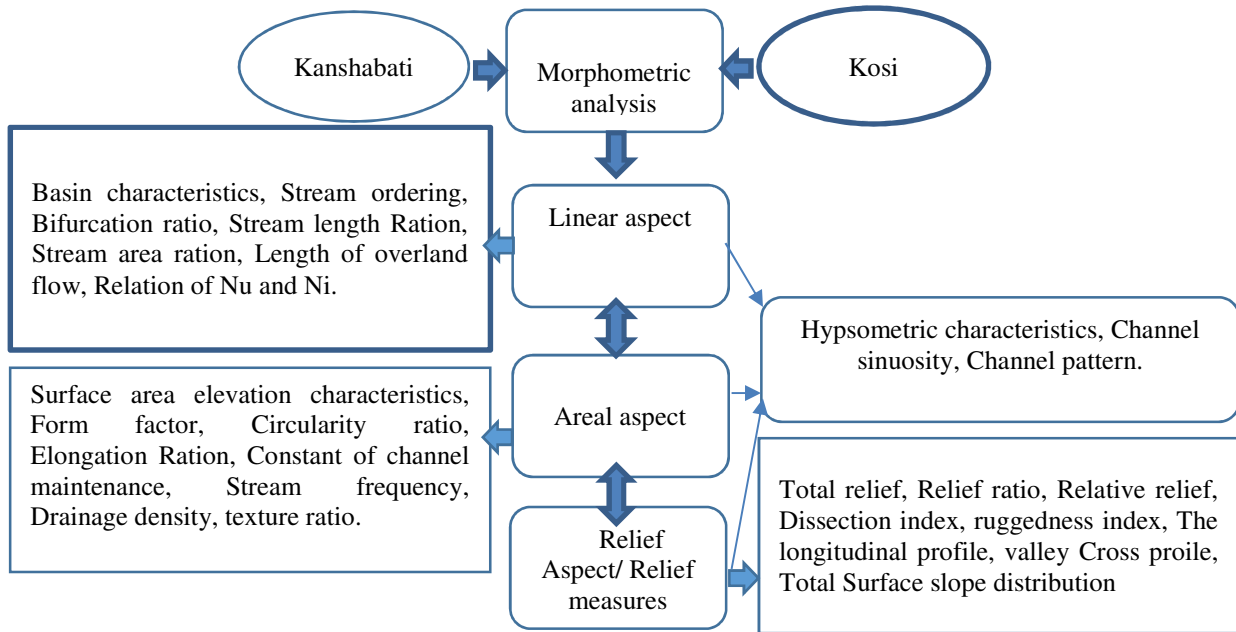 Kanshabati
Morphometric
analysis
Kosi
Basin characteristics, Stream ordering,
Bifurcation ratio, Stream length Ration,
Stream area ration, Length of overland
flow, Relation of Nu and Ni.
Linear aspect
Hypsometric characteristics, Channel
sinuosity, Channel pattern.
Surface area elevation characteristics,
Form factor, Circularity ratio,
Elongation Ration, Constant of channel
maintenance, Stream frequency,
Drainage density, texture ratio.
Areal aspect
Relief
Aspect/ Relief
measures
Total relief, Relief ratio, Relative relief,
Dissection index, ruggedness index, The
longitudinal profile, valley Cross proile,
Total Surface slope distribution